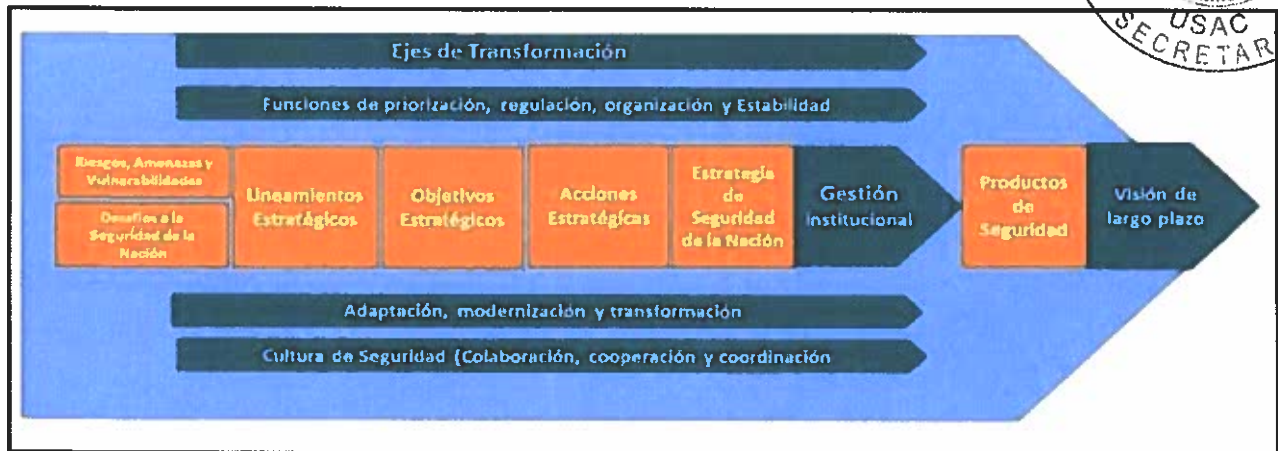 USAC
SECRETAR
Ejes de Transformación
Funciones de priorización, regulación, organización y Estabilidad
Riesgos, Amenazas y
Vulnerabilidades
Desafíos a la
Seguridad de la
Nación
Lineamientos
Estratégicos
Objetivos
Estratégicos
Acciones
Estratégicas
Estrategia
de
Seguridad
de la Nación
Gestión
institucional
Productos
de
Seguridad
Visión de
largo plazo
Adaptación, modernización y transformación
Cultura de Seguridad (Colaboración, cooperación y coordinación